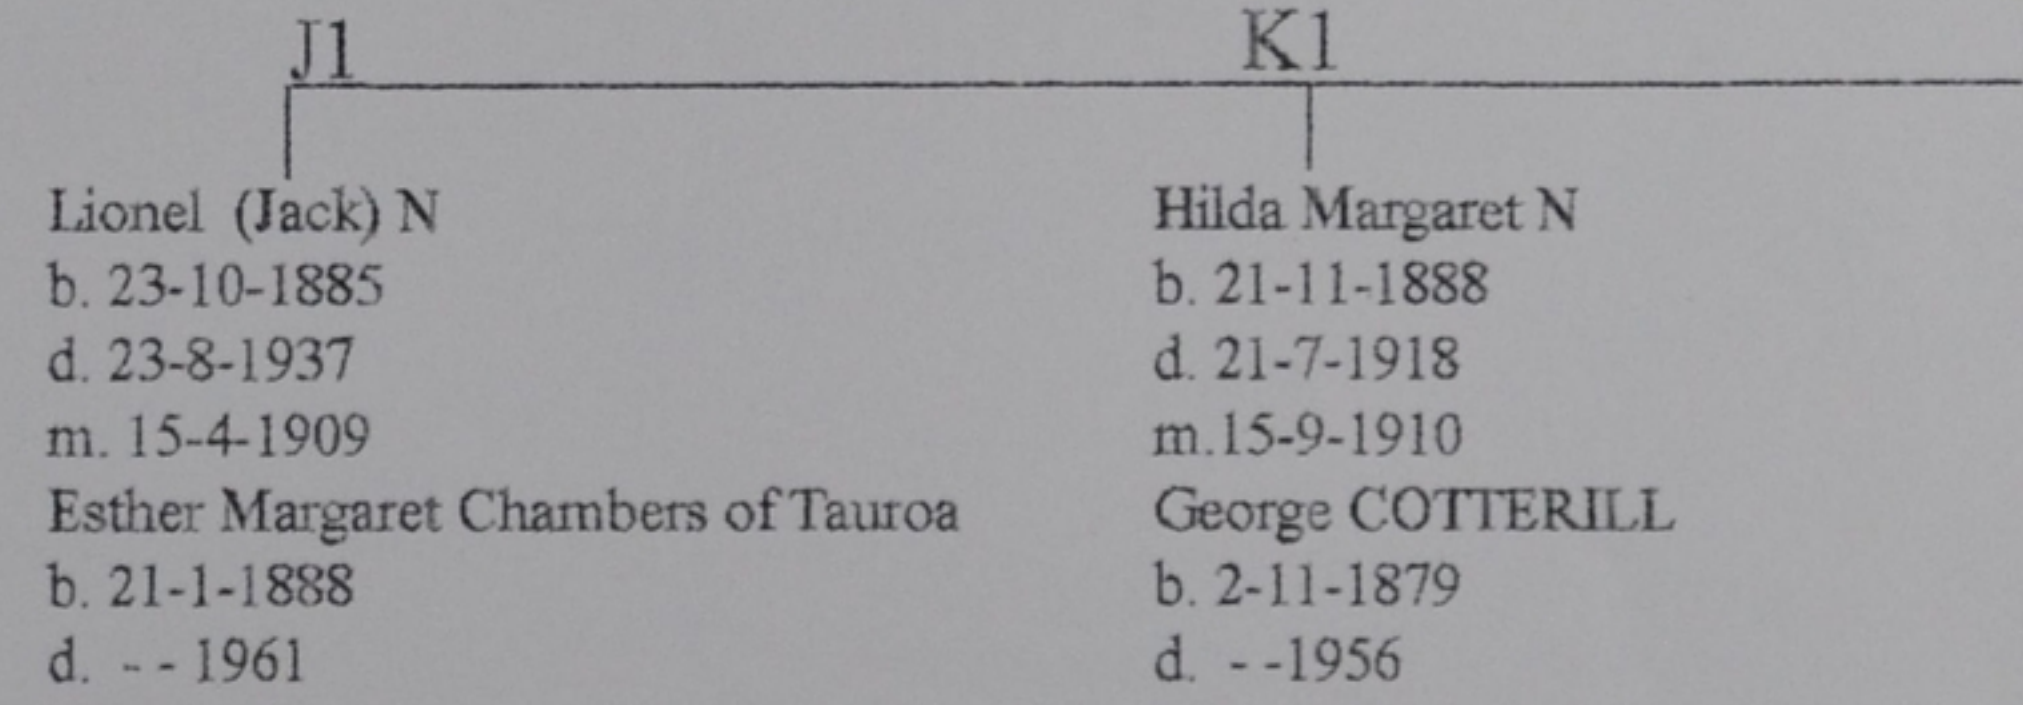 J1
Lionel (Jack) N
b. 23-10-1885
d. 23-8-1937
m. 15-4-1909
Esther Margaret Chambers of Tauroa
b. 21-1-1888
d. - - 1961
K1
Hilda Margaret N
b. 21-11-1888
d. 21-7-1918
m.15-9-1910
George COTTERILL
b. 2-11-1879
d. - -1956